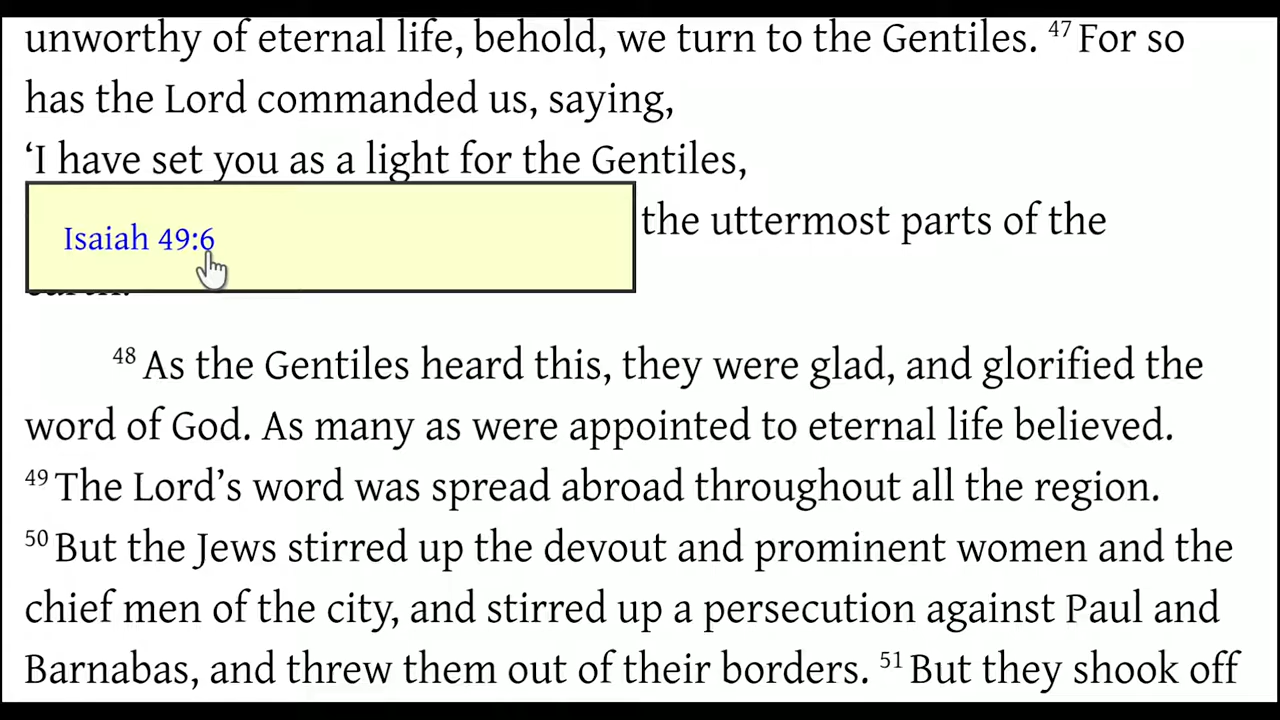 unworthy of eternal life, behold, we turn to the Gentiles. 47 For so
has the Lord commanded us, saying,
‘I have set you as a light for the Gentiles,
the uttermost parts of the
Isaiah 49:6
48 As the Gentiles heard this, they were glad, and glorified the
word of God. As many as were appointed to eternal life believed.
49 The Lord’s word was spread abroad throughout all the region.
50 But the Jews stirred up the devout and prominent women and the
chief men of the city, and stirred up a persecution against Paul and
Barnabas, and threw them out of their borders. 51 But they shook off